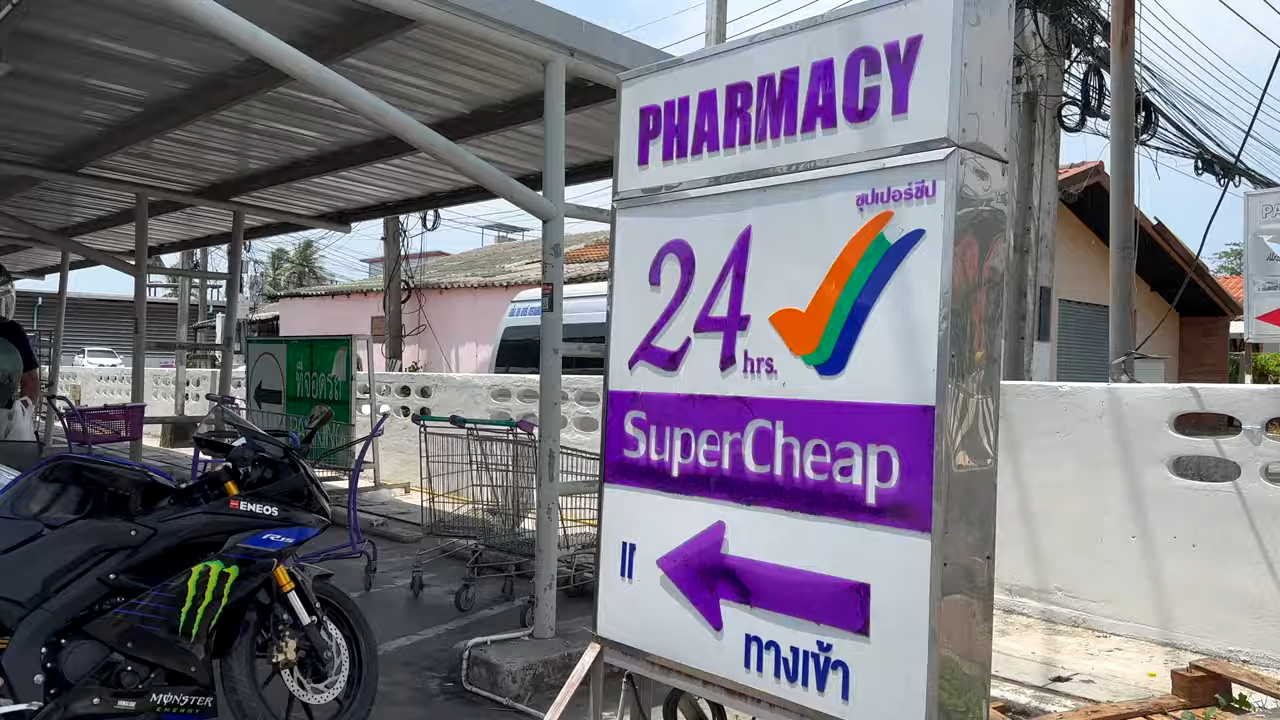 PHARMACY
ซุปเปอร์ชีป
24
hrs.
SuperCheap
ทางเข้า
ที่จอดรถ
ENEOS
R15
MONSTER
ENERGY